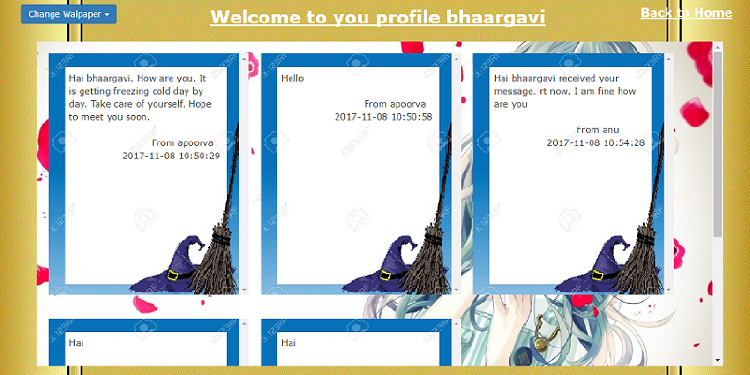 Change Walpaper
Welcome to you profile bhaargavi
Back to Home
Hai bhaargavi. How are you. It
is getting freezing cold day by
day. Take care of yourself. Hope
to meet you soon.
From apoorva
2017-11-08 10:50:29
Hello
From apoorva
2017-11-08 10:50:58
Hai bhaargavi received your
message. rt now. I am fine how
are you
From anu
2017-11-08 10:54:28
Hai
Hai